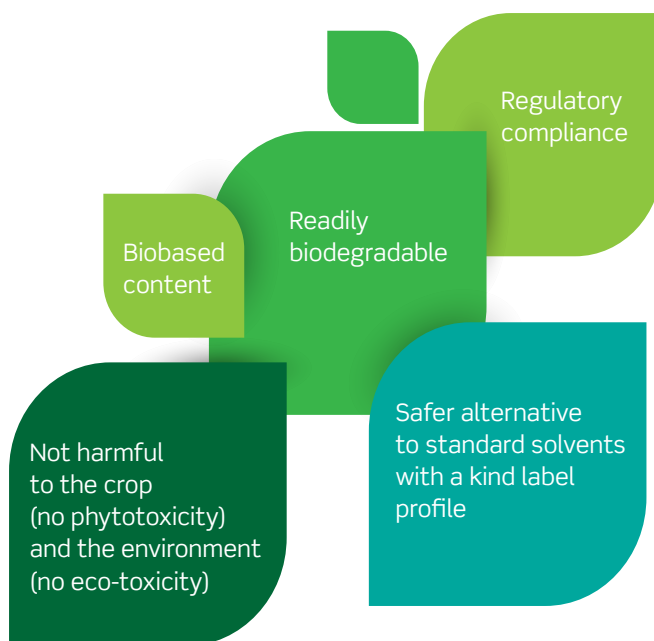 Regulatory
compliance
Readily
biodegradable
Biobased
content
Safer alternative
to standard solvents
with a kind label
profile
Not harmful
to the crop
(no phytotoxicity)
and the environment
(no eco-toxicity)